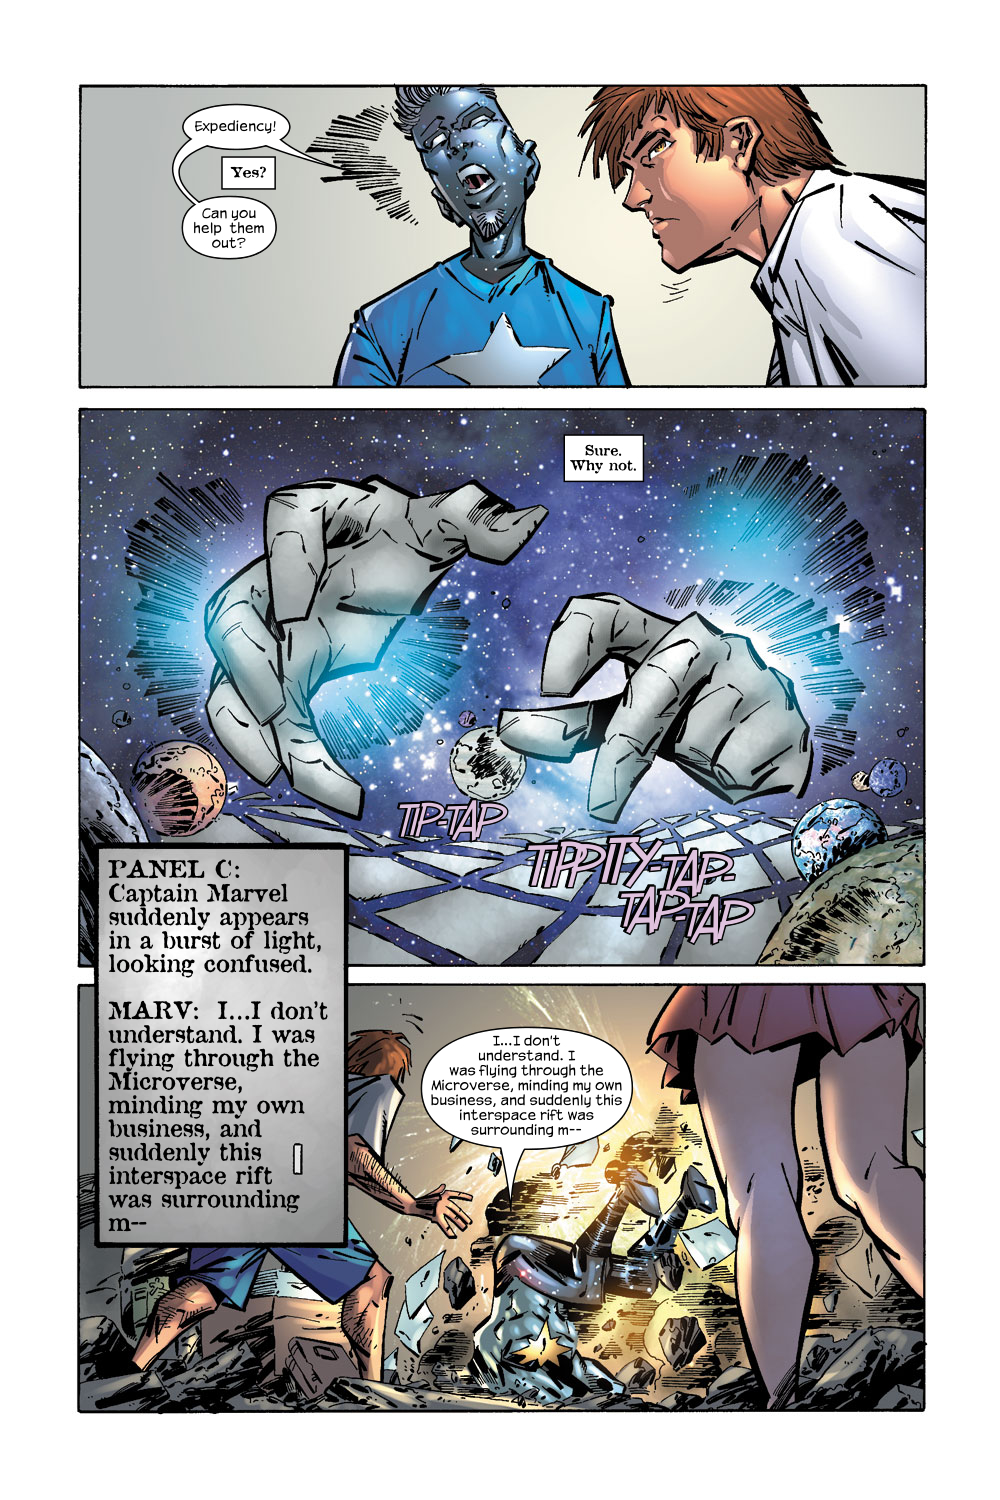 Expediency!
Yes?
Can you
help them
out?
Sure.
Why not.
TIP-TAP
TIPPITY-TAP-
TAP-TAP
PANEL C:
Captain Marvel
suddenly appears
in a burst of light,
looking confused.
MARV: I...I don't
understand. I was
flying through the
Microverse,
minding my own
business, and
suddenly this
interspace rift
was surrounding
m--
I...I don't
understand. I
was flying through the
Microverse, minding my own
business, and suddenly this
interspace rift was
surrounding m--